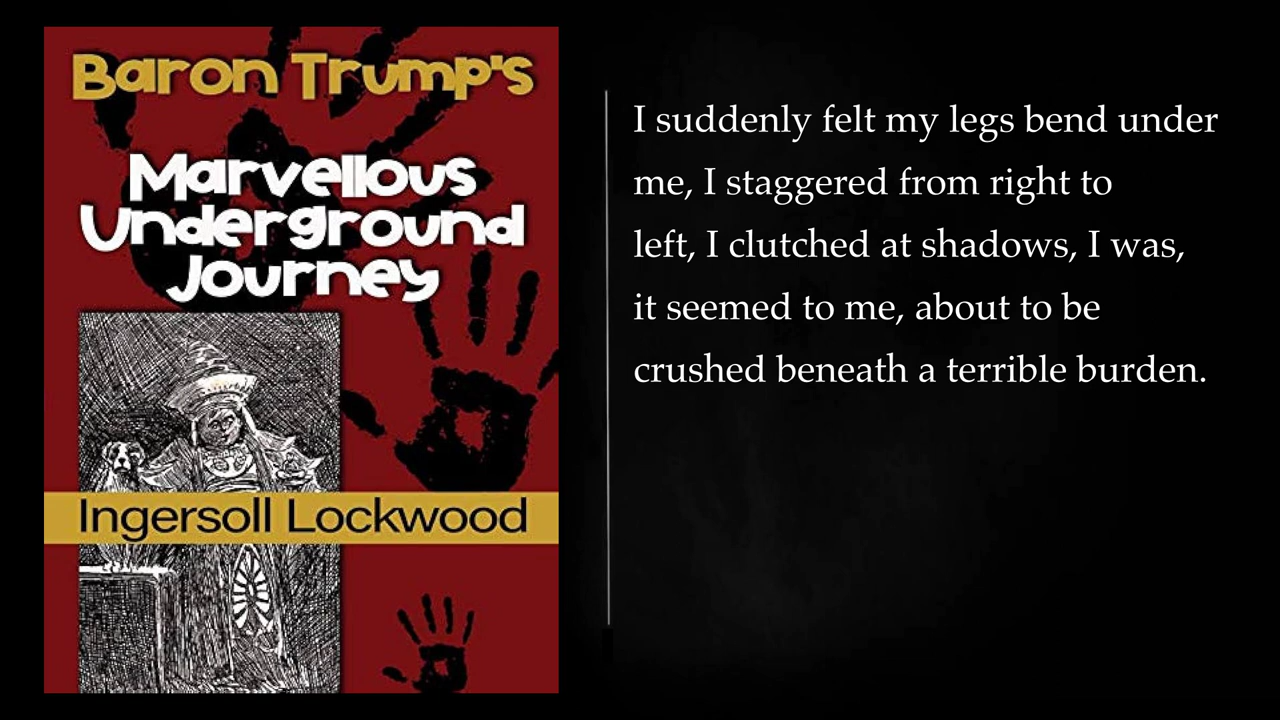 Baron Trump's
Marvellous
Underground
Journey
Ingersoll Lockwood
I suddenly felt my legs bend under
me, I staggered from right to
left, I clutched at shadows, I was,
it seemed to me, about to be
crushed beneath a terrible burden.